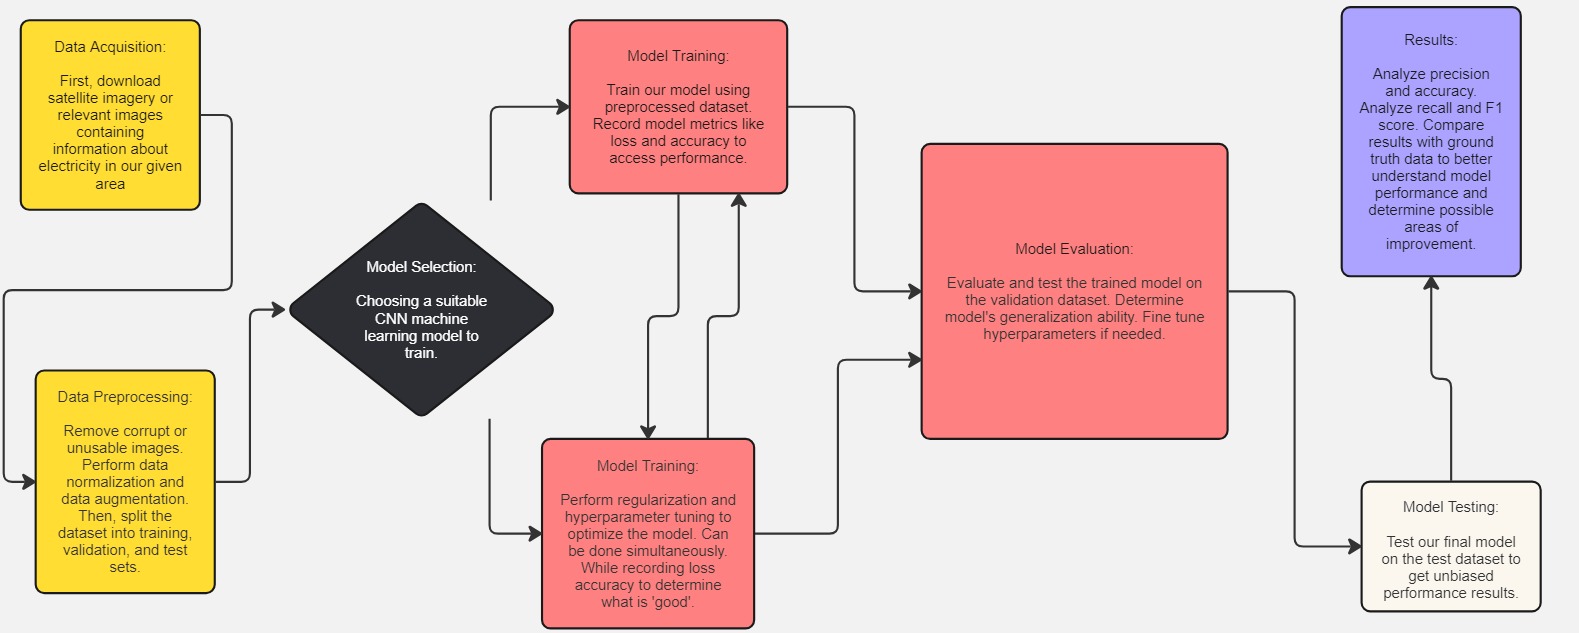 Data Acquisition:
First, download
satellite imagery or
relevant images
containing
information about
electricity in our given
area
Data Preprocessing:
Remove corrupt or
unusable images.
Perform data
normalization and
data augmentation.
Then, split the
dataset into training,
validation, and test
sets.
Model Selection:
Choosing a suitable
CNN machine
learning model to
train.
Model Training:
Train our model using
preprocessed dataset.
Record model metrics like
loss and accuracy to
access performance.
Model Training:
Perform regularization and
hyperparameter tuning to
optimize the model. Can
be done simultaneously.
While recording loss
accuracy to determine
what is 'good'.
Model Evaluation:
Evaluate and test the trained model on
the validation dataset. Determine
model's generalization ability. Fine tune
hyperparameters if needed.
Model Testing:
Test our final model
on the test dataset to
get unbiased
performance results.
Results:
Analyze precision
and accuracy.
Analyze recall and F1
score. Compare
results with ground
truth data to better
understand model
performance and
determine possible
areas of
improvement.